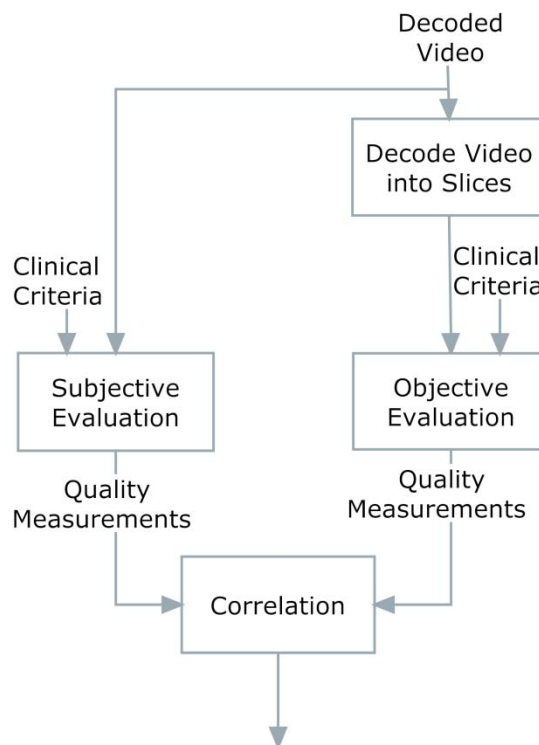 Decoded
Video
Decode Video
into Slices
Clinical
Criteria
Clinical
Criteria
Subjective
Evaluation
Objective
Evaluation
Quality
Measurements
Quality
Measurements
Correlation